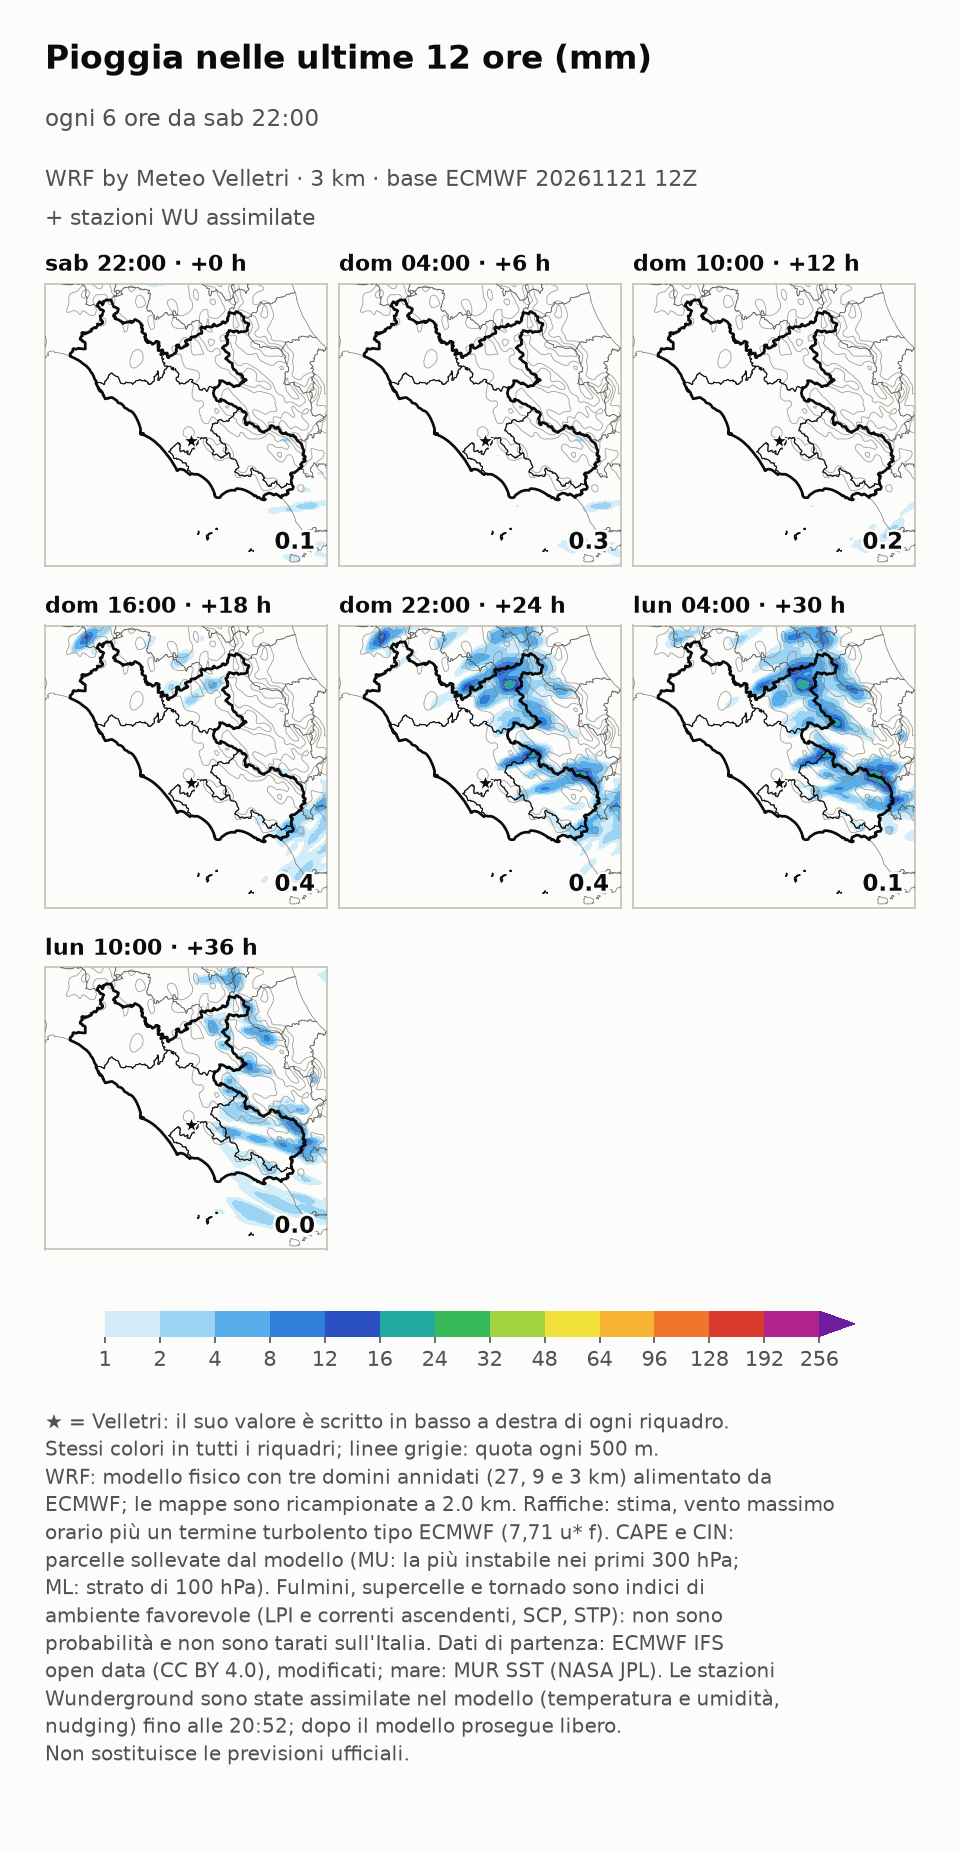 Pioggia nelle ultime 12 ore (mm)
ogni 6 ore da sab 22:00
WRF by Meteo Velletri · 3 km · base ECMWF 20261121 12Z
+ stazioni WU assimilate
sab 22:00 · +0 h
dom 04:00 · +6 h
dom 10:00 · +12 h
0.1
0.3
0.2
dom 16:00 · +18 h
dom 22:00 · +24 h
lun 04:00 · +30 h
0.4
0.4
0.1
lun 10:00 · +36 h
0.0
1 2 4 8 12 16 24 32 48 64 96 128 192 256
★ = Velletri: il suo valore è scritto in basso a destra di ogni riquadro.
Stessi colori in tutti i riquadri; linee grigie: quota ogni 500 m.
WRF: modello fisico con tre domini annidati (27, 9 e 3 km) alimentato da
ECMWF; le mappe sono ricampionate a 2.0 km. Raffiche: stima, vento massimo
orario più un termine turbolento tipo ECMWF (7,71 u* f). CAPE e CIN:
parcelle sollevate dal modello (MU: la più instabile nei primi 300 hPa;
ML: strato di 100 hPa). Fulmini, supercelle e tornado sono indici di
ambiente favorevole (LPI e correnti ascendenti, SCP, STP): non sono
probabilità e non sono tarati sull'Italia. Dati di partenza: ECMWF IFS
open data (CC BY 4.0), modificati; mare: MUR SST (NASA JPL). Le stazioni
Wunderground sono state assimilate nel modello (temperatura e umidità,
nudging) fino alle 20:52; dopo il modello prosegue libero.
Non sostituisce le previsioni ufficiali.